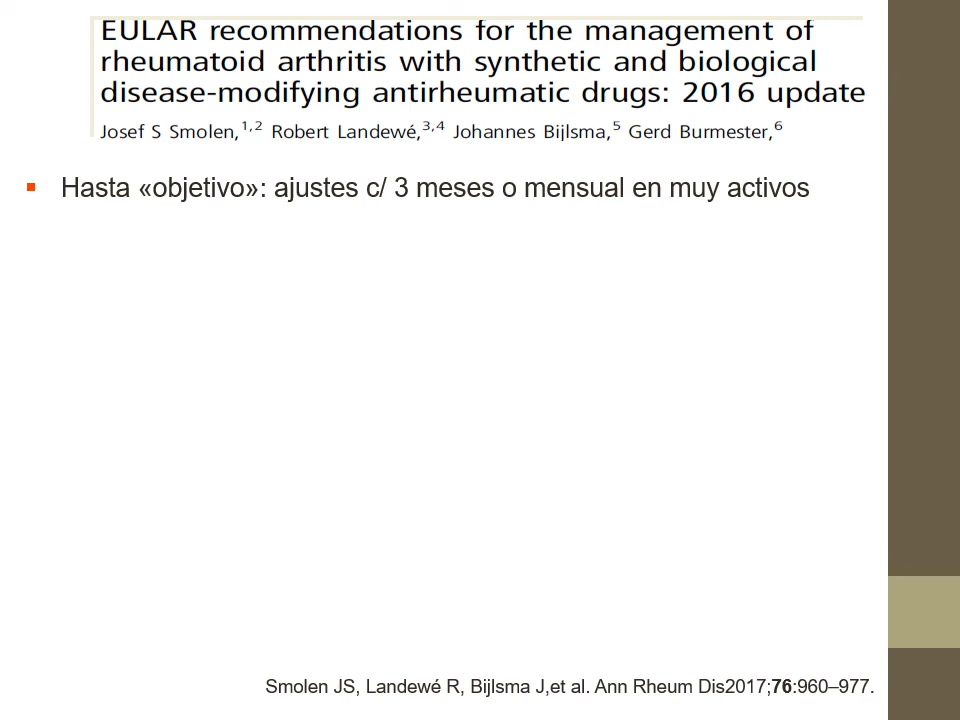 EULAR recommendations for the management of
rheumatoid arthritis with synthetic and biological
disease-modifying antirheumatic drugs: 2016 update
Josef S Smolen,1,2 Robert Landewé,3,4 Johannes Bijlsma,5 Gerd Burmester,6
▪ Hasta «objetivo»: ajustes c/ 3 meses o mensual en muy activos
Smolen JS, Landewé R, Bijlsma J,et al. Ann Rheum Dis2017;76:960–977.